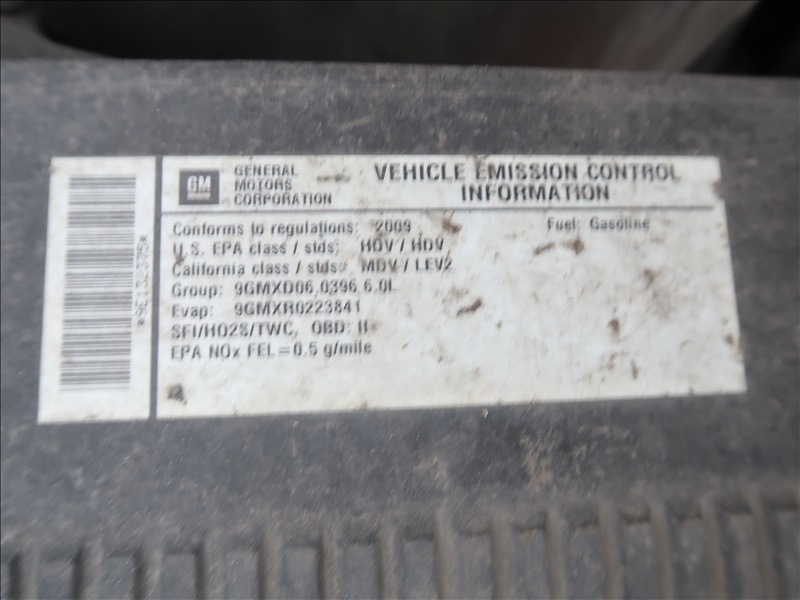 GM
GENERAL
MOTORS
CORPORATION
VEHICLE EMISSION CONTROL
INFORMATION
Conforms to regulations: 2009 Fuel: Gasoline
U.S. EPA class / stds: HDV / HDV
California class / stds: MDV / LEV2
Group: 9GMXD06.0396 6.0L
Evap: 9GMXR0223841
SFI/HO2S/TWC, OBD: II
EPA NOx FEL=0.5 g/mile